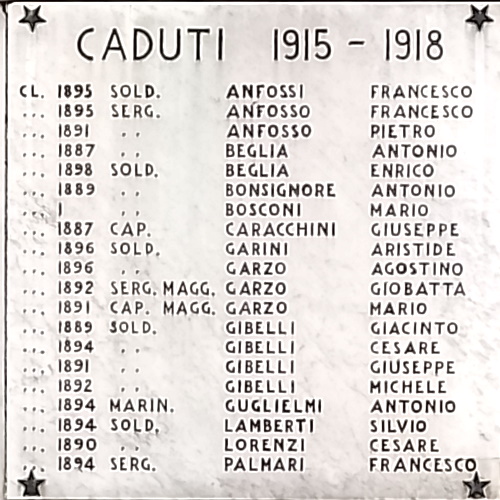 CADUTI 1915 - 1918
CL. 1895 SOLD. ANFOSSI FRANCESCO
... 1895 SERG. ANFOSSO FRANCESCO
... 1891 .. ANFOSSO PIETRO
... 1887 .. BEGLIA ANTONIO
... 1898 SOLD. BEGLIA ENRICO
... 1889 .. BONSIGNORE ANTONIO
... 1 .. BOSCONI MARIO
... 1887 CAP. CARACCHINI GIUSEPPE
... 1896 SOLD. GARINI ARISTIDE
... 1896 .. GARZO AGOSTINO
... 1892 SERG. MAGG. GARZO GIOBATTA
... 1891 CAP. MAGG. GARZO MARIO
... 1889 SOLD. GIBELLI GIACINTO
... 1894 .. GIBELLI CESARE
... 1891 .. GIBELLI GIUSEPPE
... 1892 .. GIBELLI MICHELE
... 1894 MARIN. GUGLIELMI ANTONIO
... 1894 SOLD. LAMBERTI SILVIO
... 1890 .. LORENZI CESARE
... 1894 SERG. PALMARI FRANCESCO